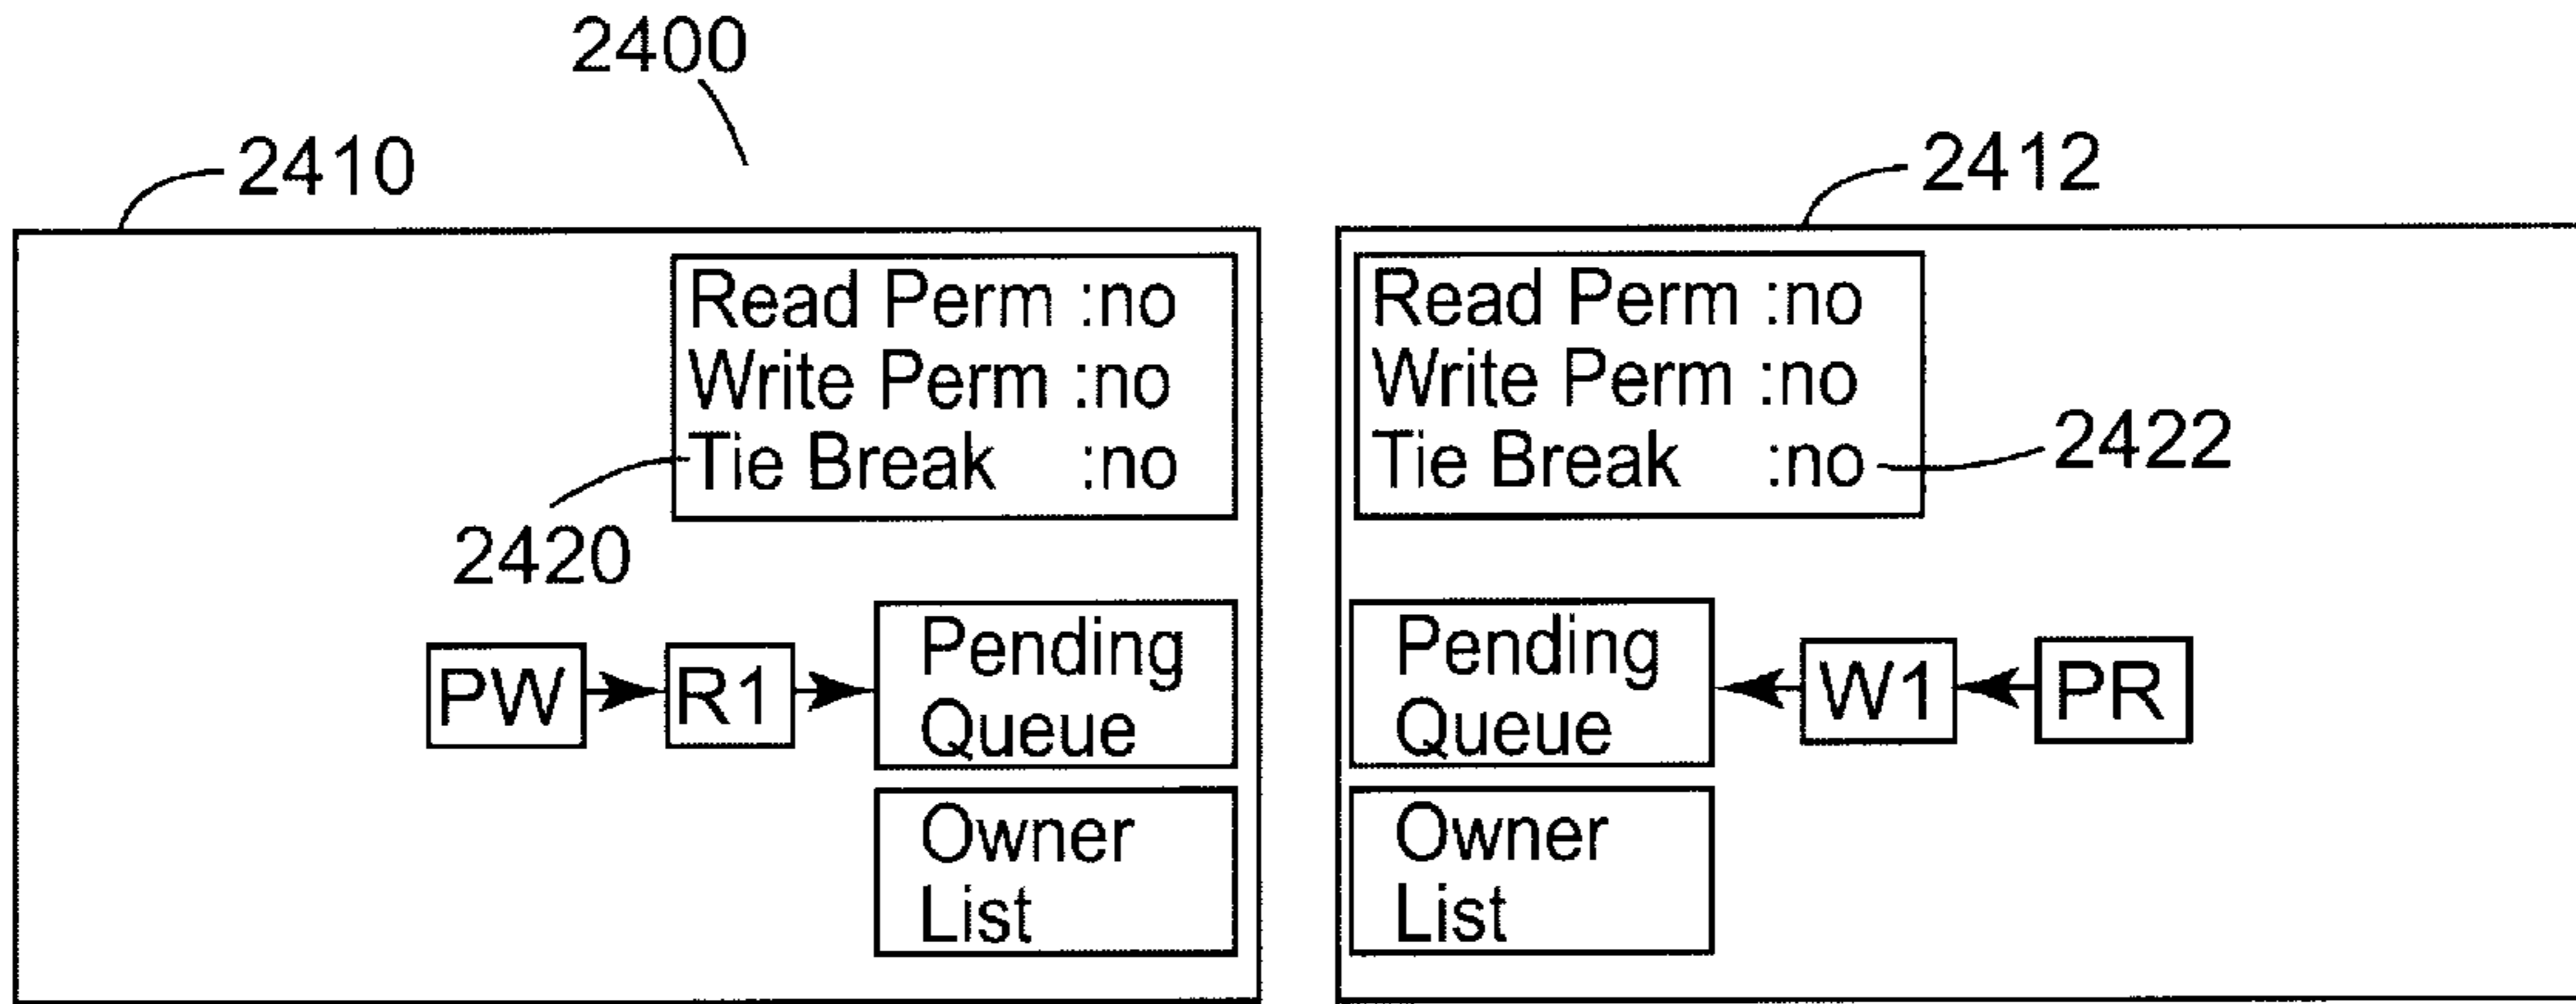 2400
2410
2412
Read Perm :no
Write Perm :no
Tie Break :no
2420
Read Perm :no
Write Perm :no
Tie Break :no
2422
PW
R1
Pending
Queue
Owner
List
Pending
Queue
W1
PR
Owner
List